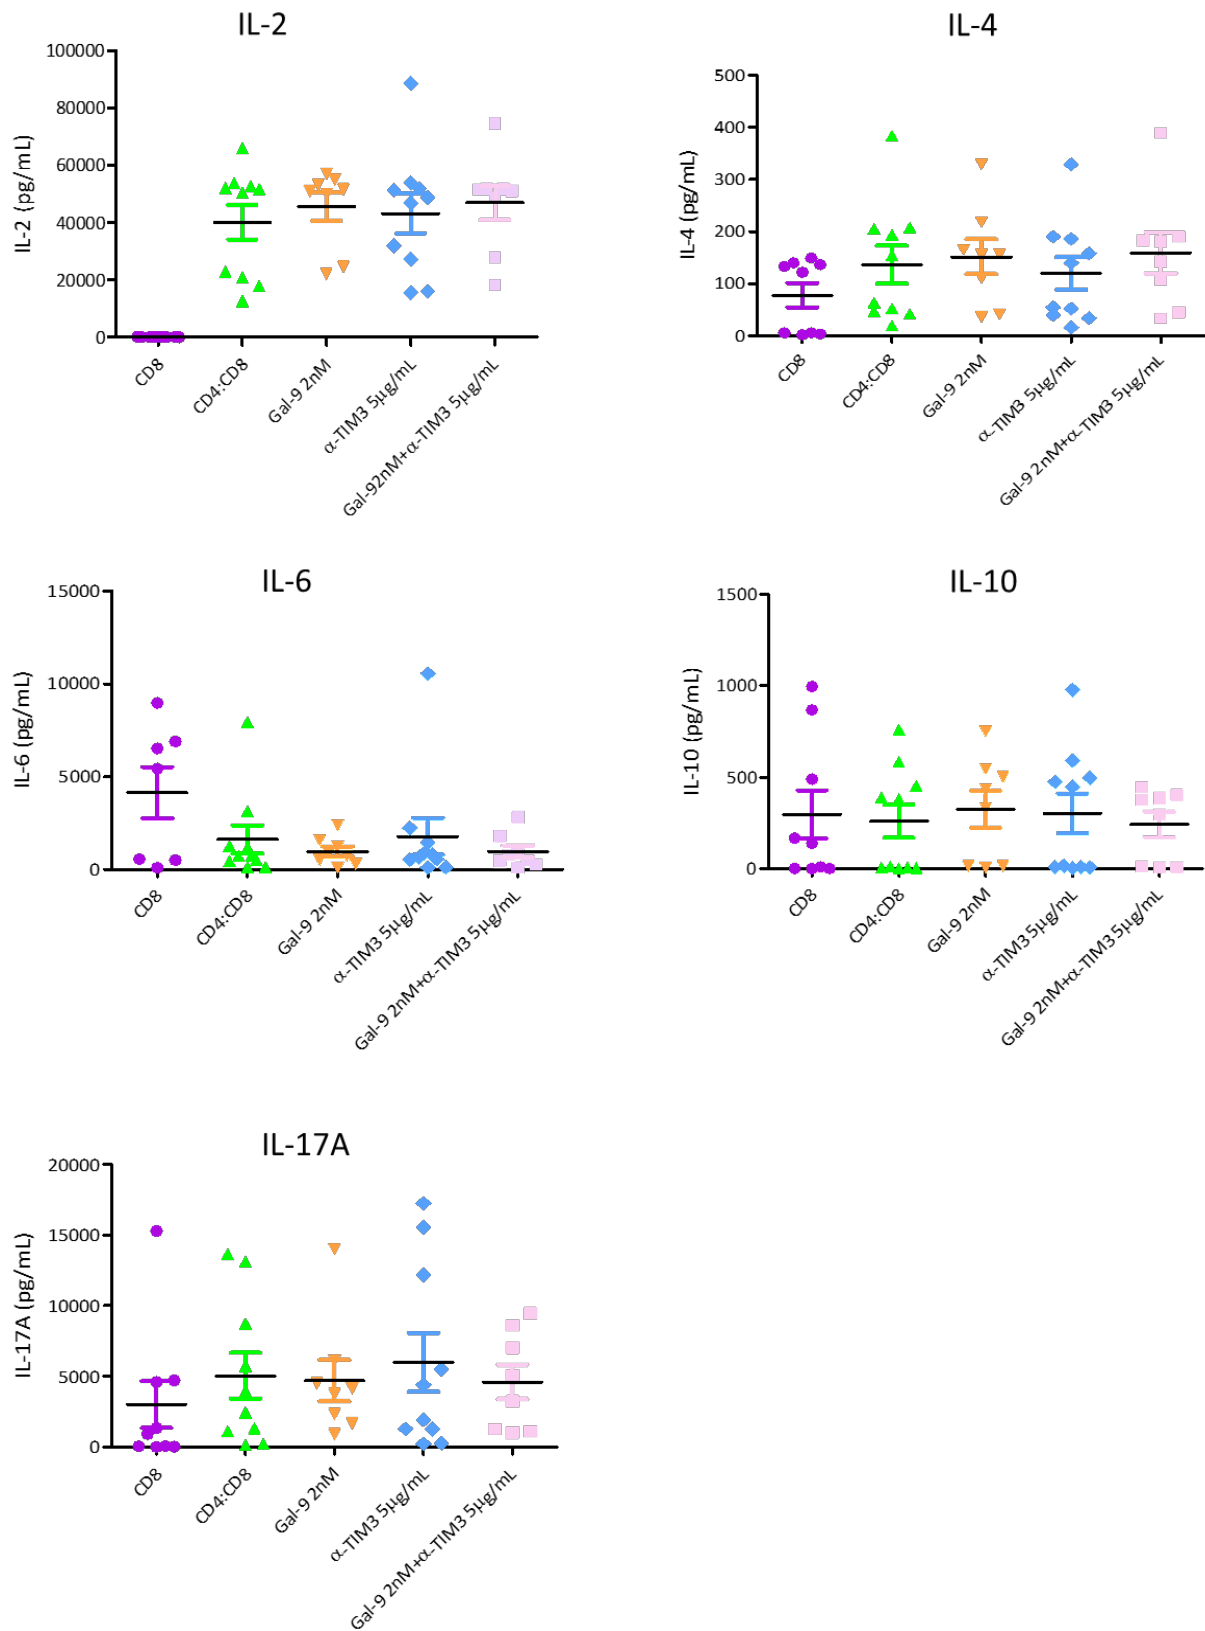 IL-2
IL-2 (pg/mL)
100000
80000
60000
40000
20000
0
CD8
CD4:CD8
Gal-9 2nM
α-TIM3 5µg/mL
Gal-92nM+α-TIM3 5µg/mL
IL-4
IL-4 (pg/mL)
500
400
300
200
100
0
CD8
CD4:CD8
Gal-9 2nM
α-TIM3 5µg/mL
Gal-9 2nM+α-TIM3 5µg/mL
IL-6
IL-6 (pg/mL)
15000
10000
5000
0
CD8
CD4:CD8
Gal-9 2nM
α-TIM3 5µg/mL
Gal-9 2nM+α-TIM3 5µg/mL
IL-10
IL-10 (pg/mL)
1500
1000
500
0
CD8
CD4:CD8
Gal-9 2nM
α-TIM3 5µg/mL
Gal-9 2nM+α-TIM3 5µg/mL
IL-17A
IL-17A (pg/mL)
20000
15000
10000
5000
0
CD8
CD4:CD8
Gal-9 2nM
α-TIM3 5µg/mL
Gal-9 2nM+α-TIM3 5µg/mL